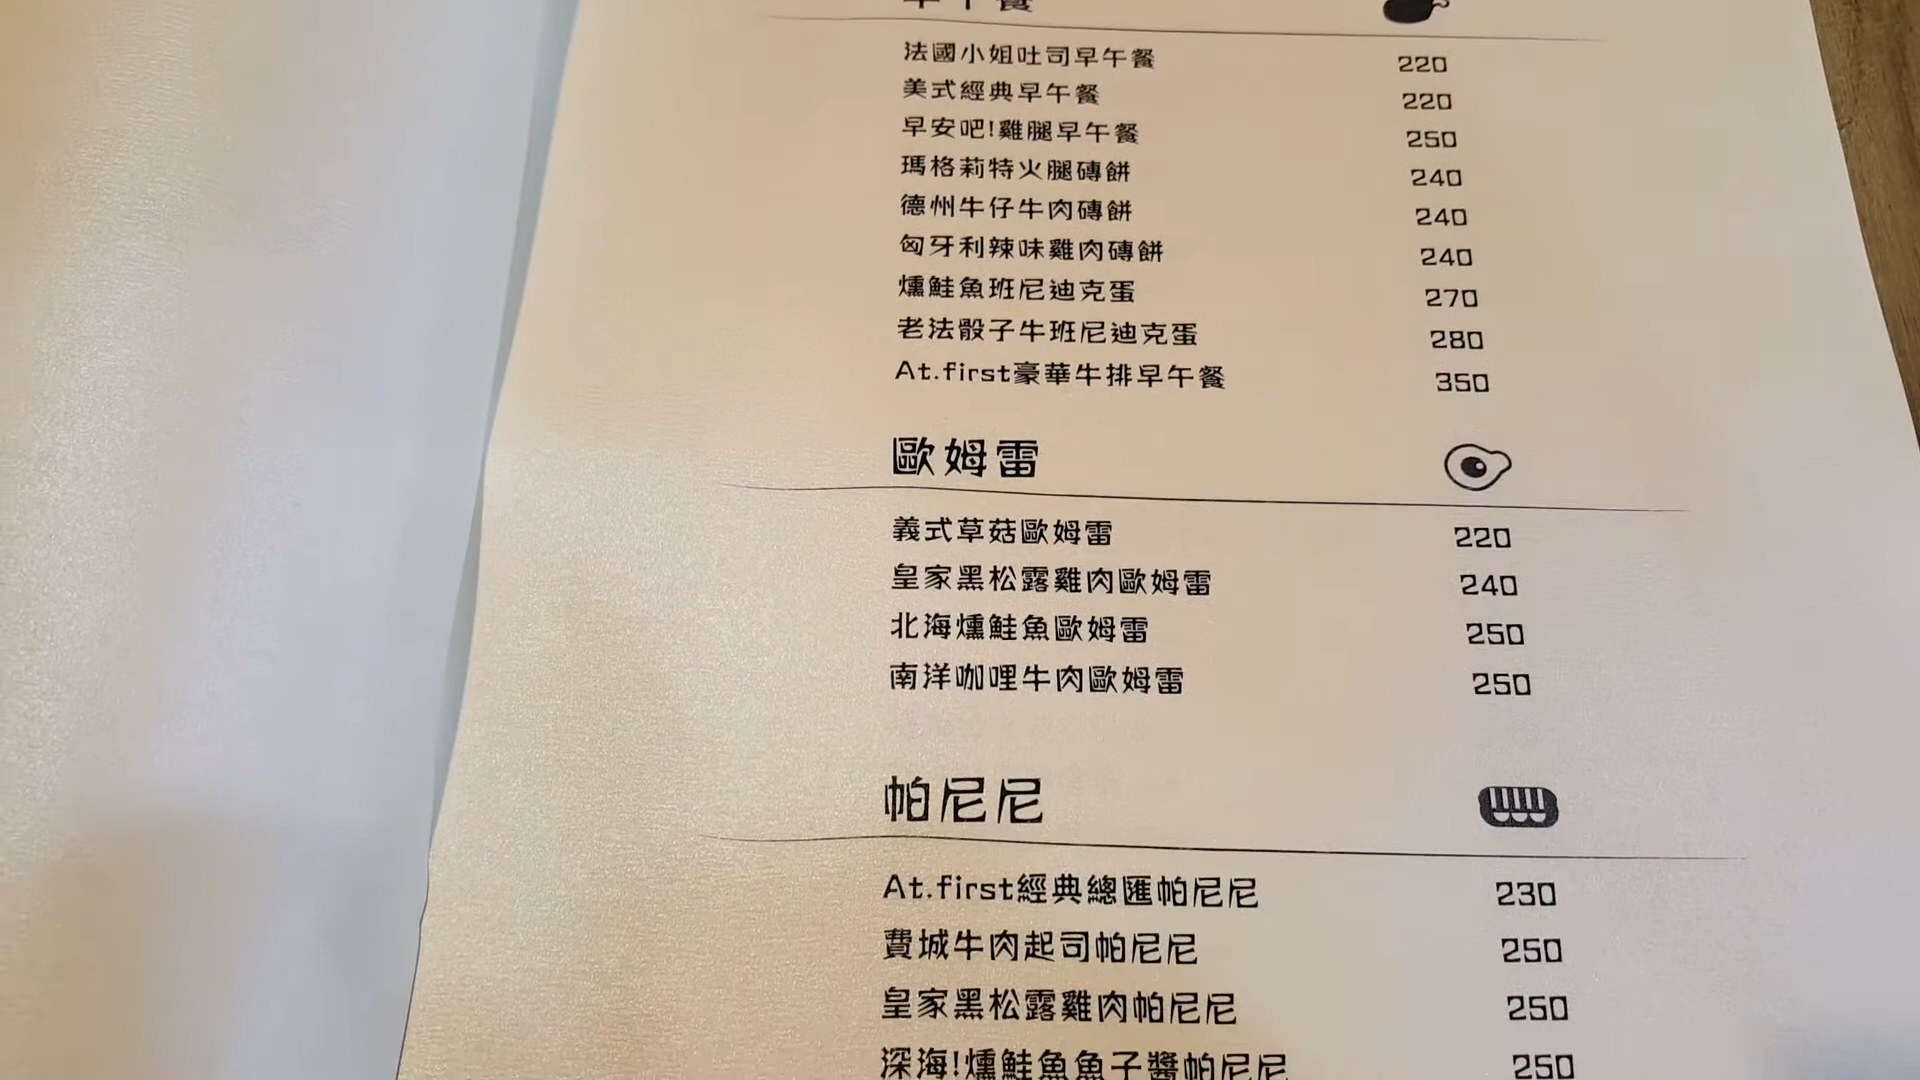 早午餐
法國小姐吐司早午餐 220
美式經典早午餐 220
早安吧!雞腿早午餐 250
瑪格莉特火腿磚餅 240
德州牛仔牛肉磚餅 240
匈牙利辣味雞肉磚餅 240
燻鮭魚班尼迪克蛋 270
老法骰子牛班尼迪克蛋 280
At.first豪華牛排早午餐 350
歐姆雷
義式草菇歐姆雷 220
皇家黑松露雞肉歐姆雷 240
北海燻鮭魚歐姆雷 250
南洋咖哩牛肉歐姆雷 250
帕尼尼
At.first經典總匯帕尼尼 230
費城牛肉起司帕尼尼 250
皇家黑松露雞肉帕尼尼 250
深海!燻鮭魚魚子醬帕尼尼 250